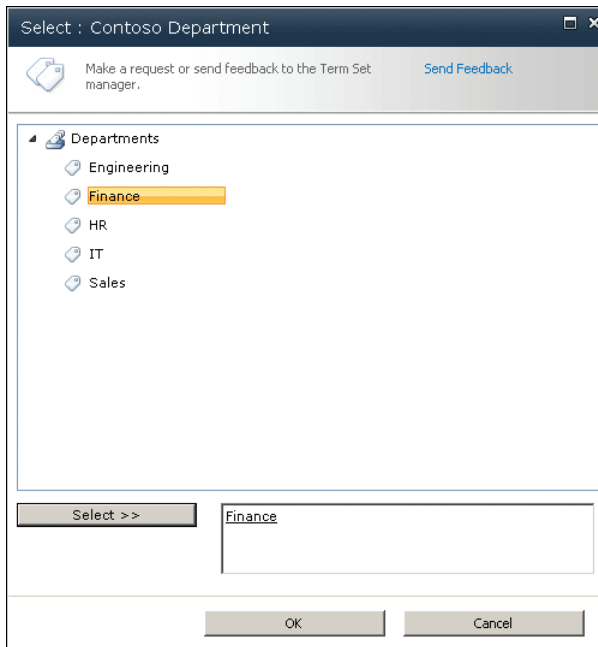 Select : Contoso Department
Make a request or send feedback to the Term Set
manager.
Send Feedback
Departments
Engineering
Finance
HR
IT
Sales
Select >>
Finance
OK
Cancel